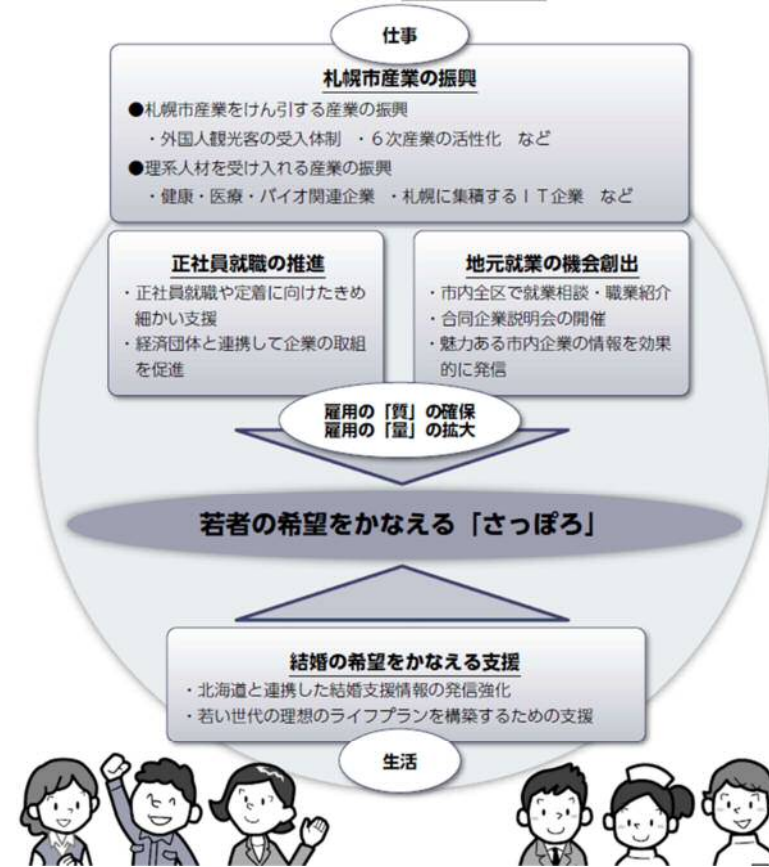 仕事
札幌市産業の振興
●札幌市産業をけん引する産業の振興
・外国人観光客の受入体制 ・6次産業の活性化 など
●理系人材を受け入れる産業の振興
・健康・医療・バイオ関連企業 ・札幌に集積するIT企業 など
正社員就職の推進
・正社員就職や定着に向けたきめ
細かい支援
・経済団体と連携して企業の取組
を促進
地元就業の機会創出
・市内全区で就業相談・職業紹介
・合同企業説明会の開催
・魅力ある市内企業の情報を効果
的に発信
雇用の「質」の確保
雇用の「量」の拡大
若者の希望をかなえる「さっぽろ」
結婚の希望をかなえる支援
・北海道と連携した結婚支援情報の発信強化
・若い世代の理想のライフプランを構築するための支援
生活